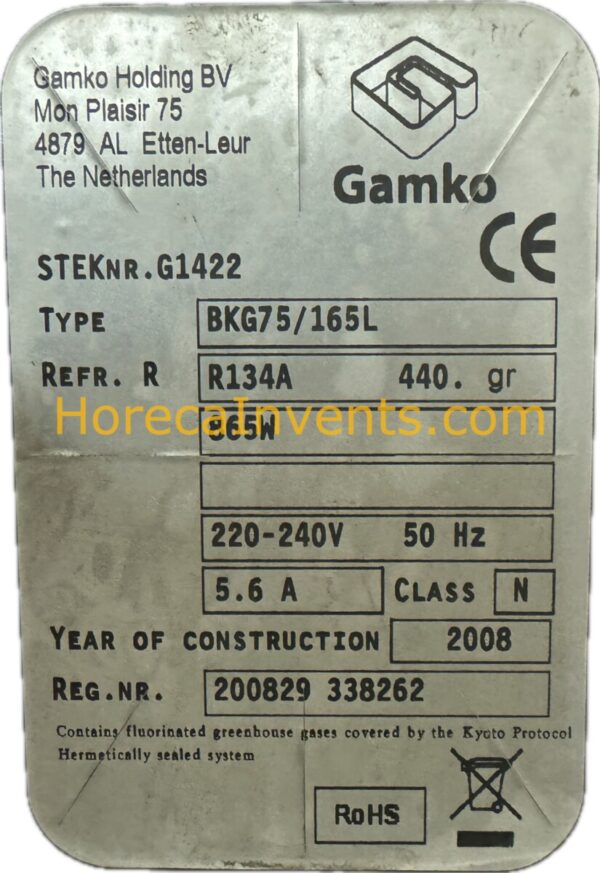 Gamko Holding BV
Mon Plaisir 75
4879 AL Etten-Leur
The Netherlands
Gamko
CE
STEKNR.G1422
TYPE BKG75/165L
REFR. R R134A 440. gr
HorecaInvents.com
865W
220-240V 50 Hz
5.6 A CLASS N
YEAR OF CONSTRUCTION 2008
REG.NR. 200829 338262
Contains fluorinated greenhouse gases covered by the Kyoto Protocol
Hermetically sealed system
RoHS